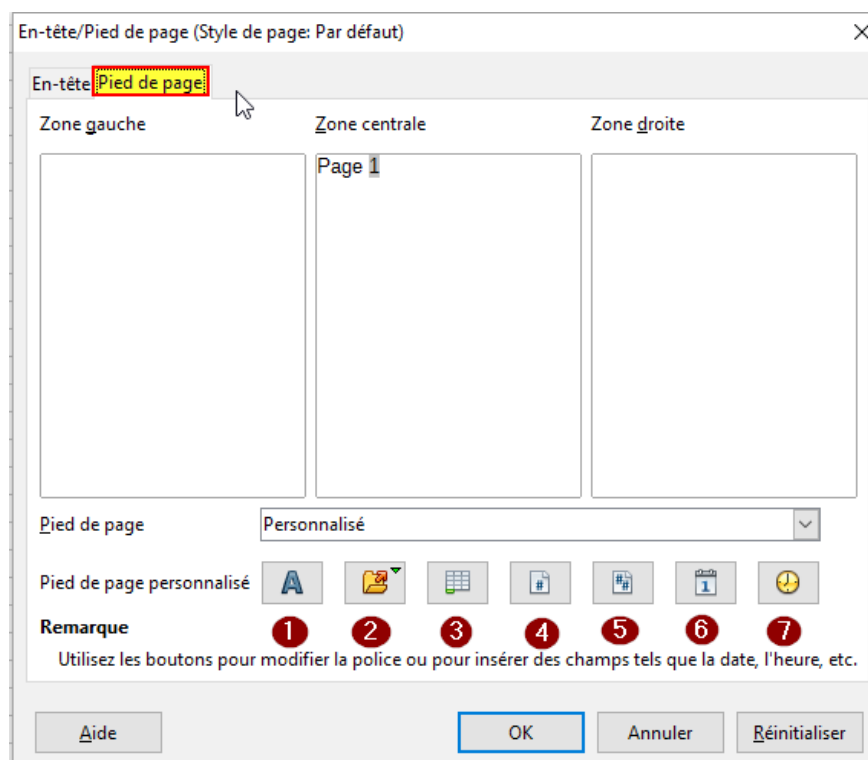 En-tête/Pied de page (Style de page: Par défaut)
En-tête Pied de page
Zone gauche Zone centrale Zone droite
Page 1
Pied de page Personnalisé
Pied de page personnalisé A # ## 1
Remarque 1 2 3 4 5 6 7
Utilisez les boutons pour modifier la police ou pour insérer des champs tels que la date, l'heure, etc.
Aide OK Annuler Réinitialiser